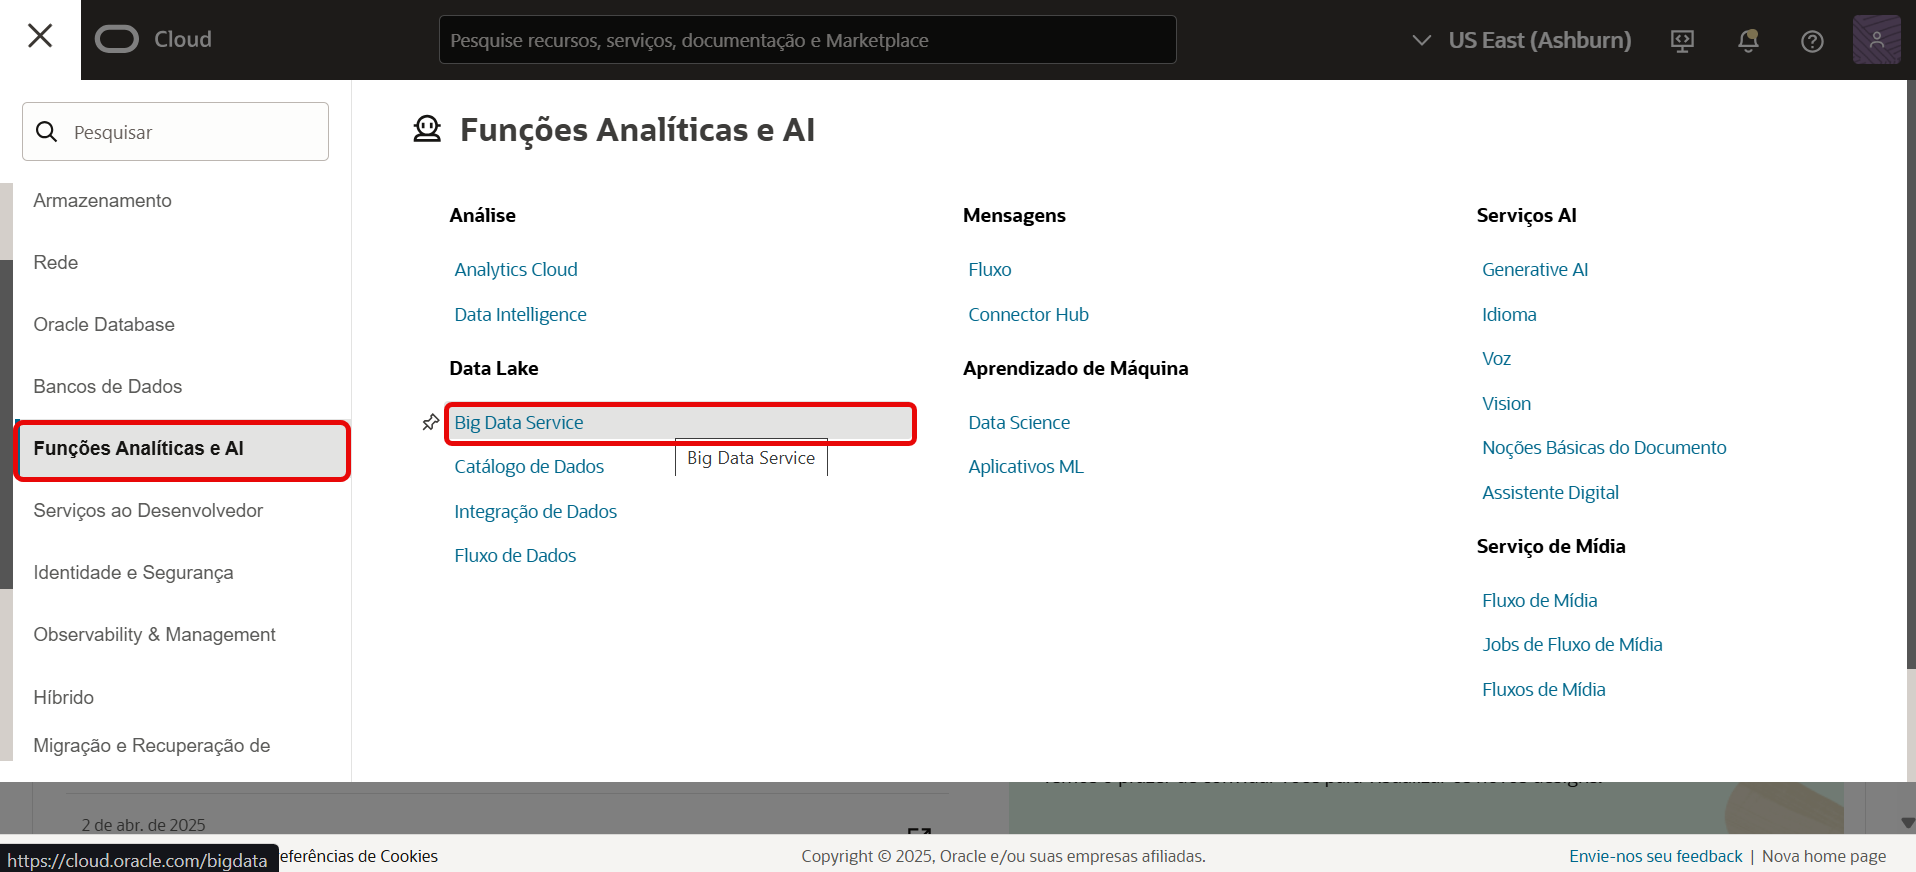 Cloud
Pesquise recursos, serviços, documentação e Marketplace
US East (Ashburn)
Pesquisar
Armazenamento
Rede
Oracle Database
Bancos de Dados
Funções Analíticas e AI
Serviços ao Desenvolvedor
Identidade e Segurança
Observability & Management
Híbrido
Migração e Recuperação de
Funções Analíticas e AI
Análise
Analytics Cloud
Data Intelligence
Data Lake
Big Data Service
Big Data Service
Catálogo de Dados
Integração de Dados
Fluxo de Dados
Mensagens
Fluxo
Connector Hub
Aprendizado de Máquina
Data Science
Aplicativos ML
Serviços AI
Generative AI
Idioma
Voz
Vision
Noções Básicas do Documento
Assistente Digital
Serviço de Mídia
Fluxo de Mídia
Jobs de Fluxo de Mídia
Fluxos de Mídia
2 de abr. de 2025
https://cloud.oracle.com/bigdata
eferências de Cookies
Copyright © 2025, Oracle e/ou suas empresas afiliadas.
Envie-nos seu feedback | Nova home page